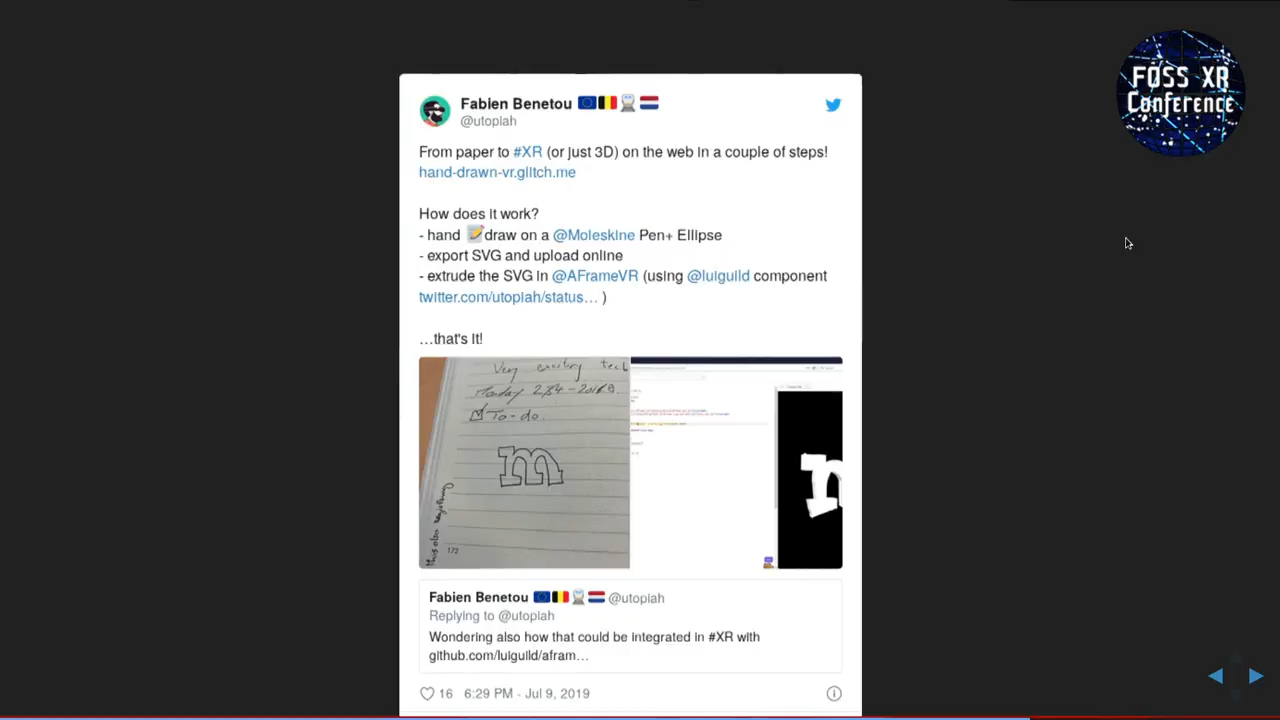 FOSS XR
Conference
Fabien Benetou
@utopiah
From paper to #XR (or just 3D) on the web in a couple of steps!
hand-drawn-vr.glitch.me
How does it work?
- hand 📝draw on a @Moleskine Pen+ Ellipse
- export SVG and upload online
- extrude the SVG in @AFrameVR (using @luiguild component
twitter.com/utopiah/status… )
…that's it!
Very exciting tech
Monday
To-do.
m
172
Fabien Benetou @utopiah
Replying to @utopiah
Wondering also how that could be integrated in #XR with
github.com/luiguild/afram…
16 6:29 PM - Jul 9, 2019